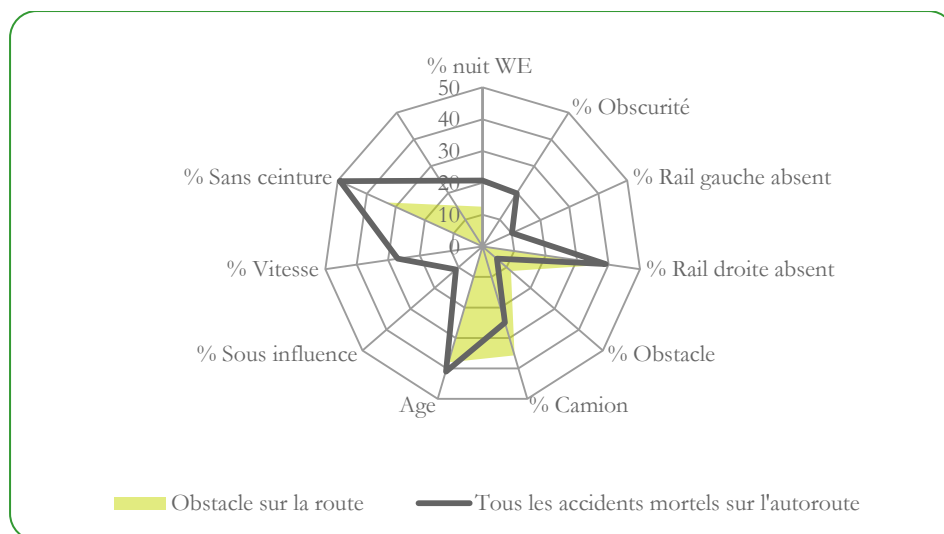 % nuit WE
50
% Obscurité
40
30
% Rail gauche absent
% Sans ceinture
20
10
0
% Rail droite absent
% Vitesse
% Obstacle
% Sous influence
Age
% Camion
Obstacle sur la route
Tous les accidents mortels sur l'autoroute